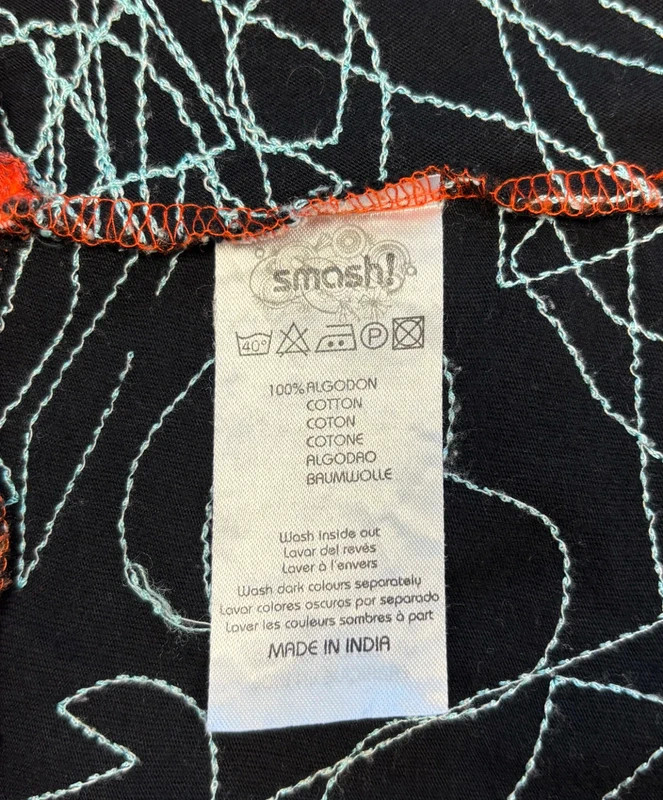 smash!
40° P
100% ALGODON
COTTON
COTON
COTONE
ALGODAO
BAUMWOLLE
Wash inside out
Lavar del revés
Laver à l'envers
Wash dark colours separately
Lavar colores oscuros por separado
Laver les couleurs sombres à part
MADE IN INDIA